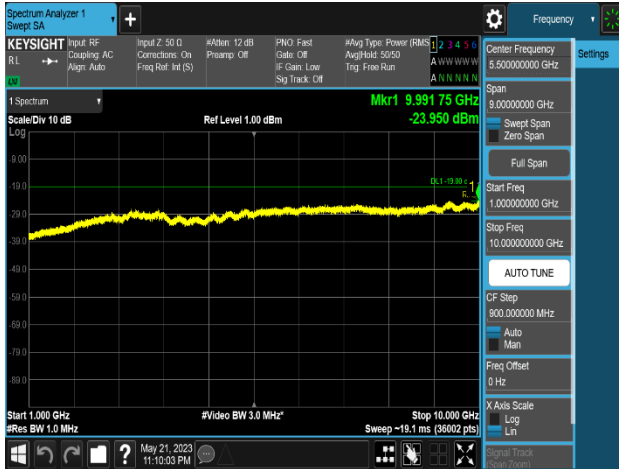 Spectrum Analyzer 1
Swept SA
+
Frequency
KEYSIGHT
RL
Input: RF
Coupling: AC
Align: Auto
Input Z: 50 Ω
Corrections: On
Freq Ref: Int (S)
#Atten: 12 dB
Preamp: Off
PNO: Fast
Gate: Off
IF Gain: Low
Sig Track: Off
#Avg Type: Power (RMS
Avg|Hold: 50/50
Trig: Free Run
1 2 3 4 5 6
A W W W W W
A N N N N N
LXI
1 Spectrum
Scale/Div 10 dB
Log
Ref Level 1.00 dBm
Mkr1 9.991 75 GHz
-23.950 dBm
-9.00
-19.0
-29.0
-39.0
-49.0
-59.0
-69.0
-79.0
-89.0
DL1 -19.00
1
Start 1.000 GHz
#Res BW 1.0 MHz
#Video BW 3.0 MHz*
Stop 10.000 GHz
Sweep ~19.1 ms (36002 pts)
?
May 21, 2023
11:10:03 PM
Center Frequency
5.500000000 GHz
Span
9.00000000 GHz
Swept Span
Zero Span
Full Span
Start Freq
1.000000000 GHz
Stop Freq
10.000000000 GHz
AUTO TUNE
CF Step
900.000000 MHz
Auto
Man
Freq Offset
0 Hz
X Axis Scale
Log
Lin
Signal Track
(Span Zoom)
Settings